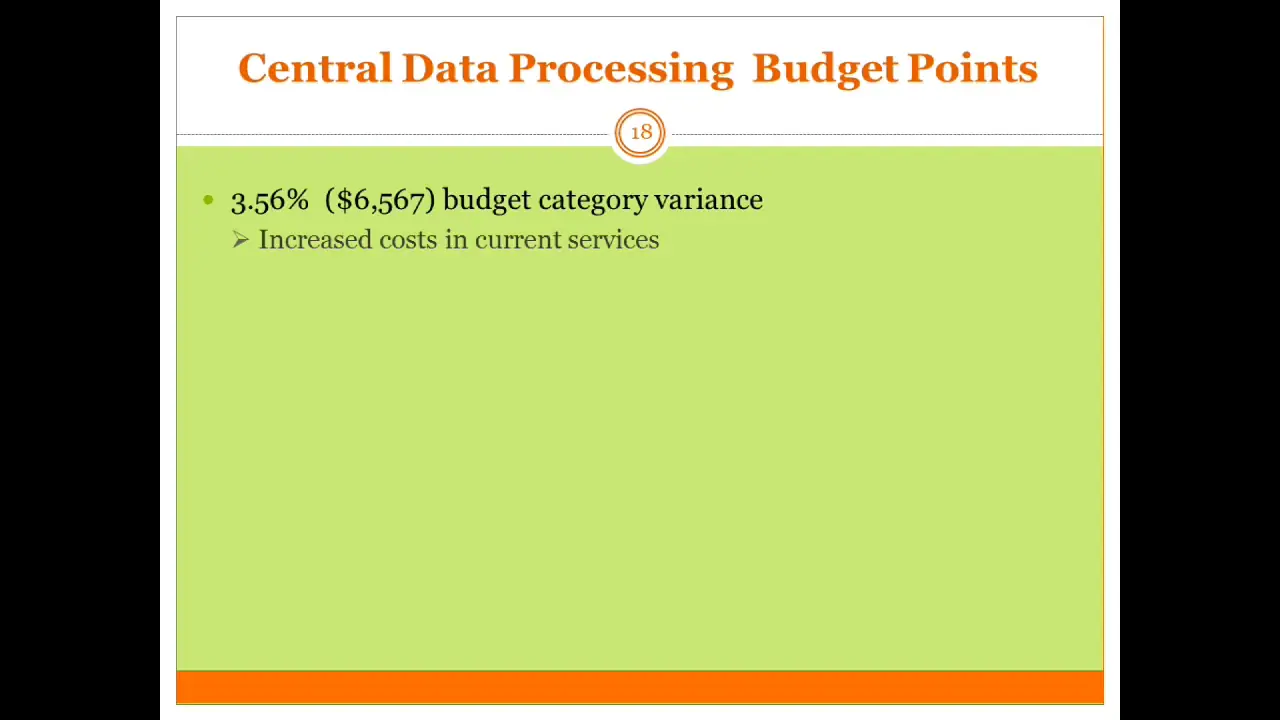 Central Data Processing  Budget Points
18
• 3.56%  ($6,567) budget category variance
➢ Increased costs in current services